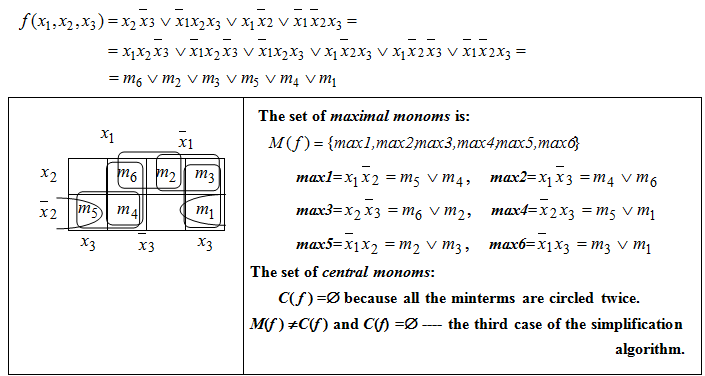 f(x₁,x₂,x₃) = x₂x̅₃ ∨ x̅₁x₂x₃ ∨ x₁x̅₂ ∨ x̅₁x̅₂x₃ =
= x₁x₂x̅₃ ∨ x̅₁x₂x̅₃ ∨ x̅₁x₂x₃ ∨ x₁x̅₂x₃ ∨ x₁x̅₂x̅₃ ∨ x̅₁x̅₂x₃ =
= m₆ ∨ m₂ ∨ m₃ ∨ m₅ ∨ m₄ ∨ m₁
x₁ x̅₁
x₂ m₆ m₂ m₃
x̅₂ m₅ m₄ m₁
x₃ x̅₃ x₃
The set of maximal monoms is:
M(f) = {max1,max2,max3,max4,max5,max6}
max1=x₁x̅₂ = m₅ ∨ m₄, max2=x₁x̅₃ = m₄ ∨ m₆
max3=x₂x̅₃ = m₆ ∨ m₂, max4=x̅₂x₃ = m₅ ∨ m₁
max5=x̅₁x₂ = m₂ ∨ m₃, max6=x̅₁x₃ = m₃ ∨ m₁
The set of central monoms:
C(f) =Ø because all the minterms are circled twice.
M(f) ≠C(f) and C(f) =Ø ---- the third case of the simplification
algorithm.